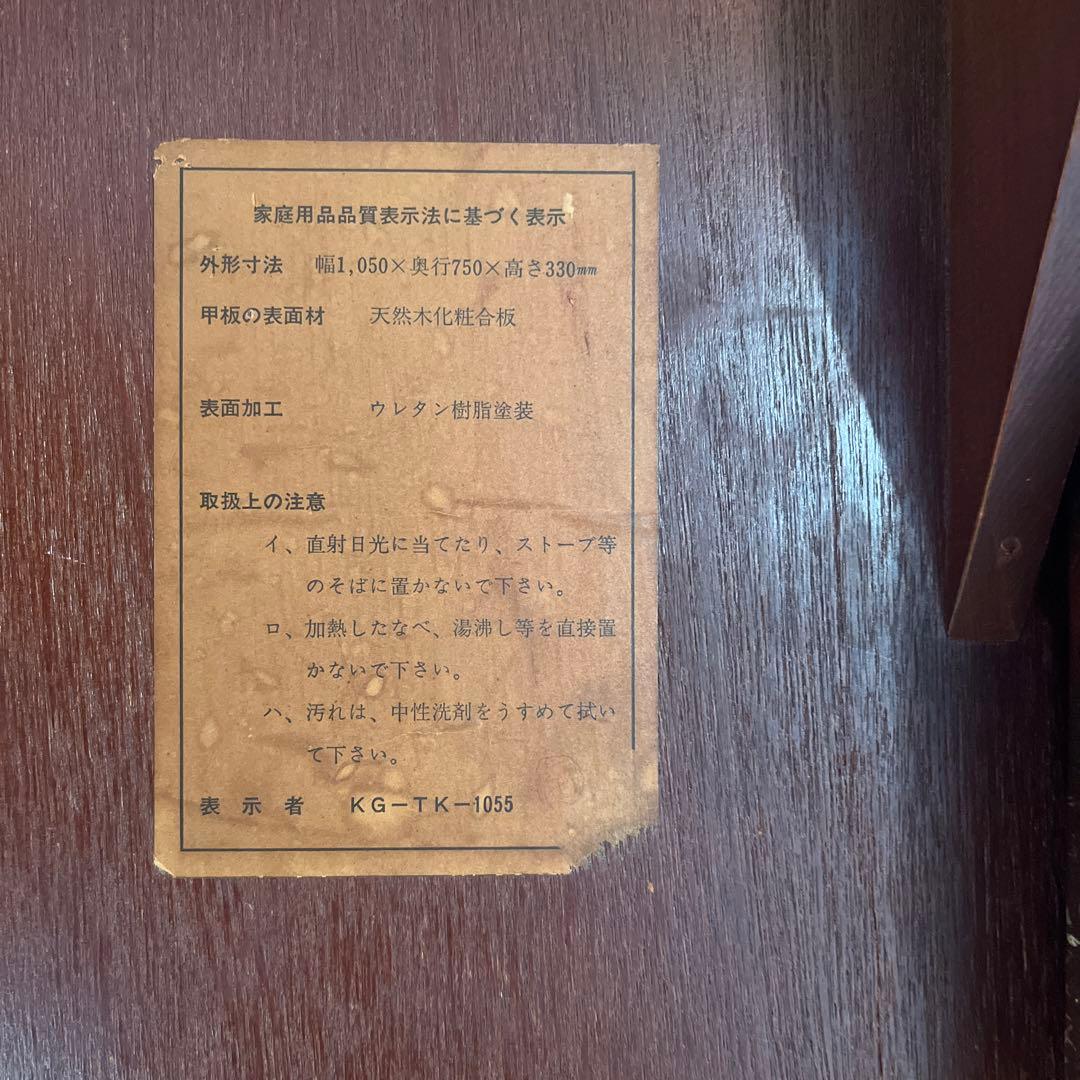 家庭用品品質表示法に基づく表示
外形寸法 幅1,050×奥行750×高さ330mm
甲板の表面材 天然木化粧合板
表面加工 ウレタン樹脂塗装
取扱上の注意
イ、直射日光に当てたり、ストーブ等
のそばに置かないで下さい。
ロ、加熱したなべ、湯沸し等を直接置
かないで下さい。
ハ、汚れは、中性洗剤をうすめて拭い
て下さい。
表示者 KG-TK-1055